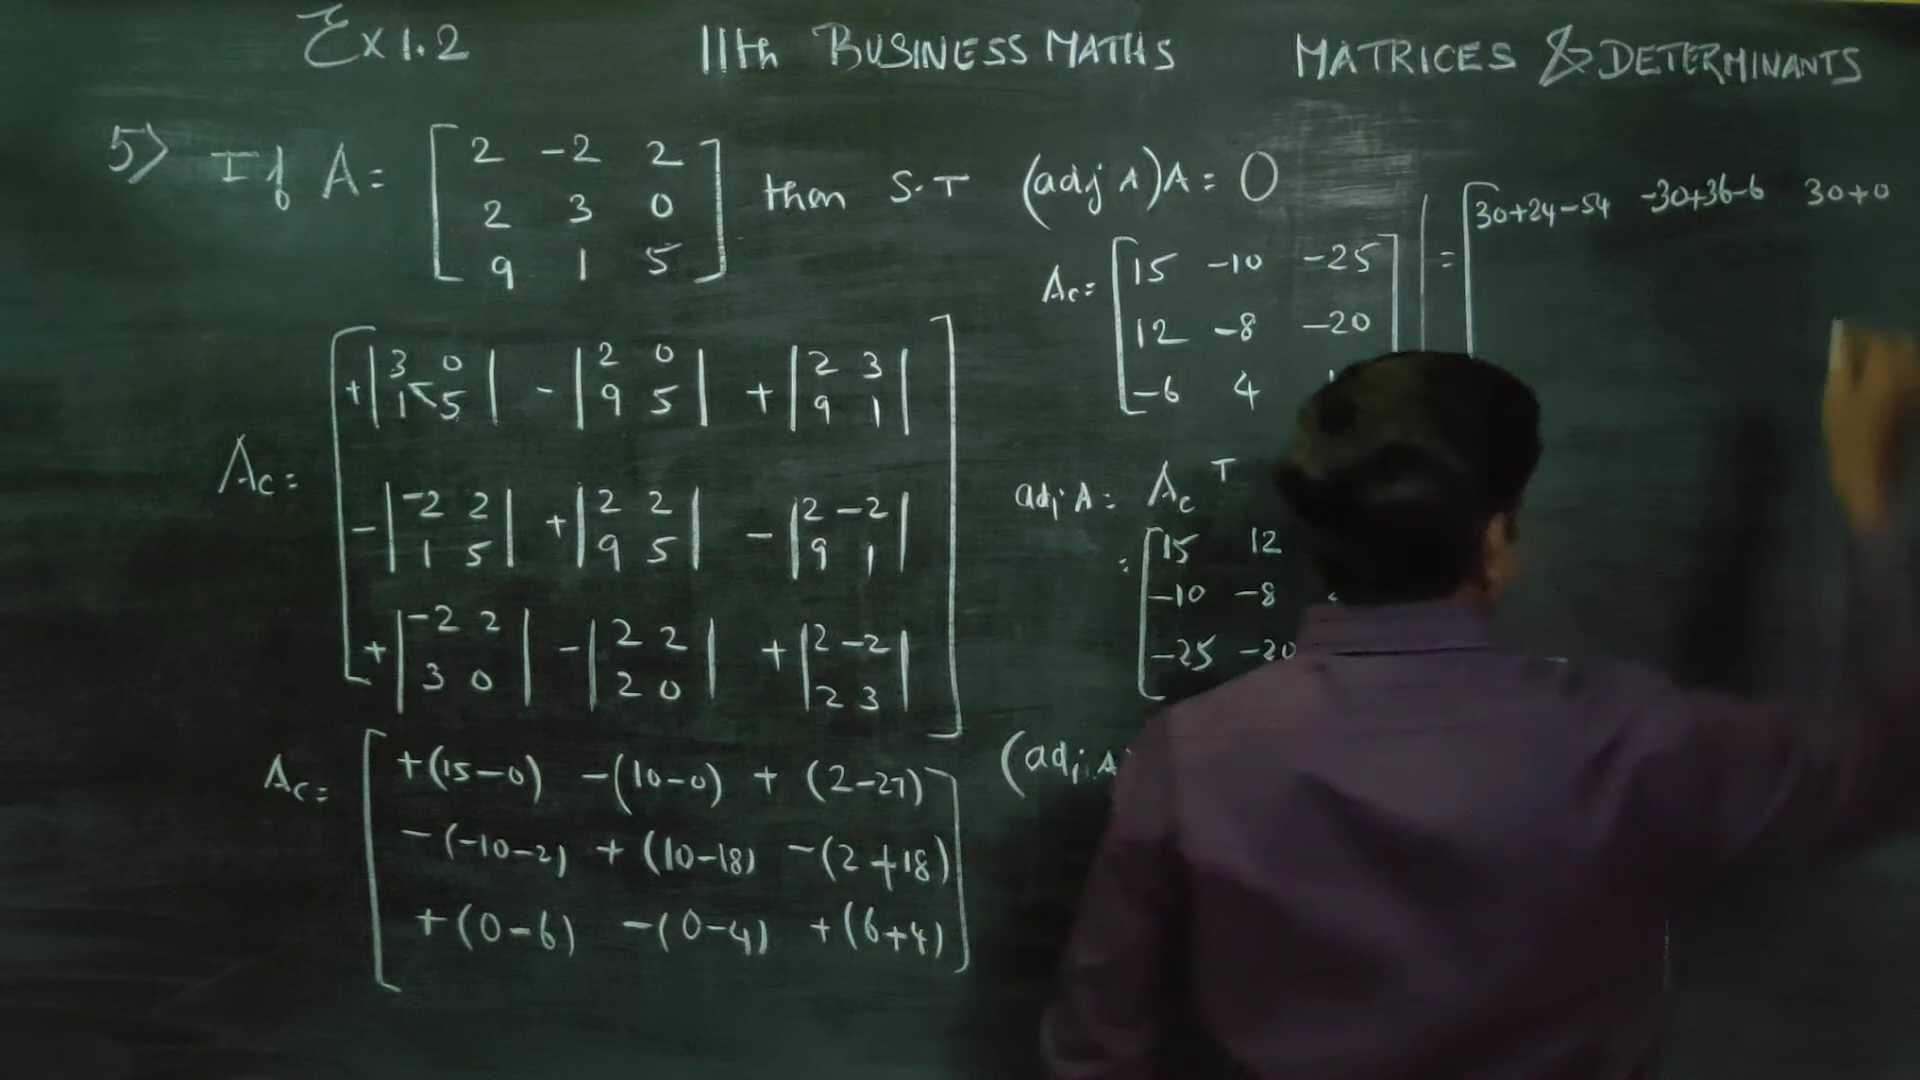 Ex 1.2 11th BUSINESS MATHS MATRICES & DETERMINANTS
5) If A = [ 2 -2 2
2 3 0
9 1 5 ] then S.T (adj A)A = 0
Ac = [ +|3 0| -|2 0| +|2 3|
|1 5| |9 5| |9 1|
-|-2 2| +|2 2| -|2 -2|
|1 5| |9 5| |9 1|
+|-2 2| -|2 2| +|2 -2|
|3 0| |2 0| |2 3| ]
Ac = [ +(15-0) -(10-0) + (2-27)
-(-10-2) + (10-18) -(2+18)
+(0-6) -(0-4) +(6+4) ]
Ac = [ 15 -10 -25 ]
12 -8 -20
-6 4
adj A = Ac T
= [ 15 12
-10 -8
-25 -20
(adj A
= [ 30+24-54 -30+36-6 30+0